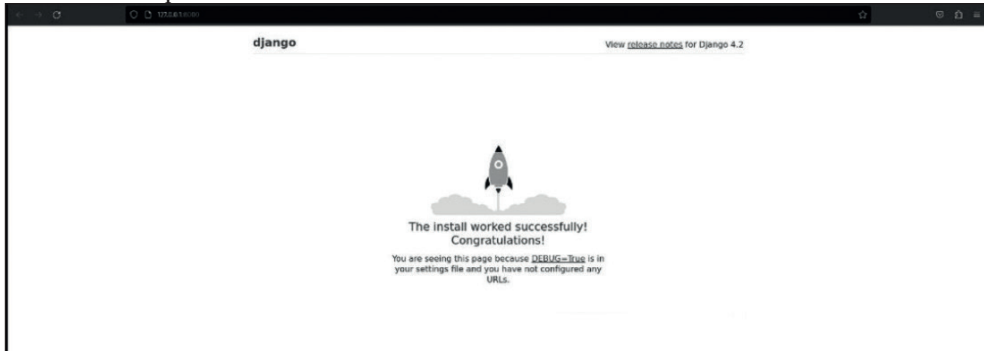 django
View release notes for Django 4.2
The install worked successfully!
Congratulations!
You are seeing this page because DEBUG=True is in
your settings file and you have not configured any
URLs.